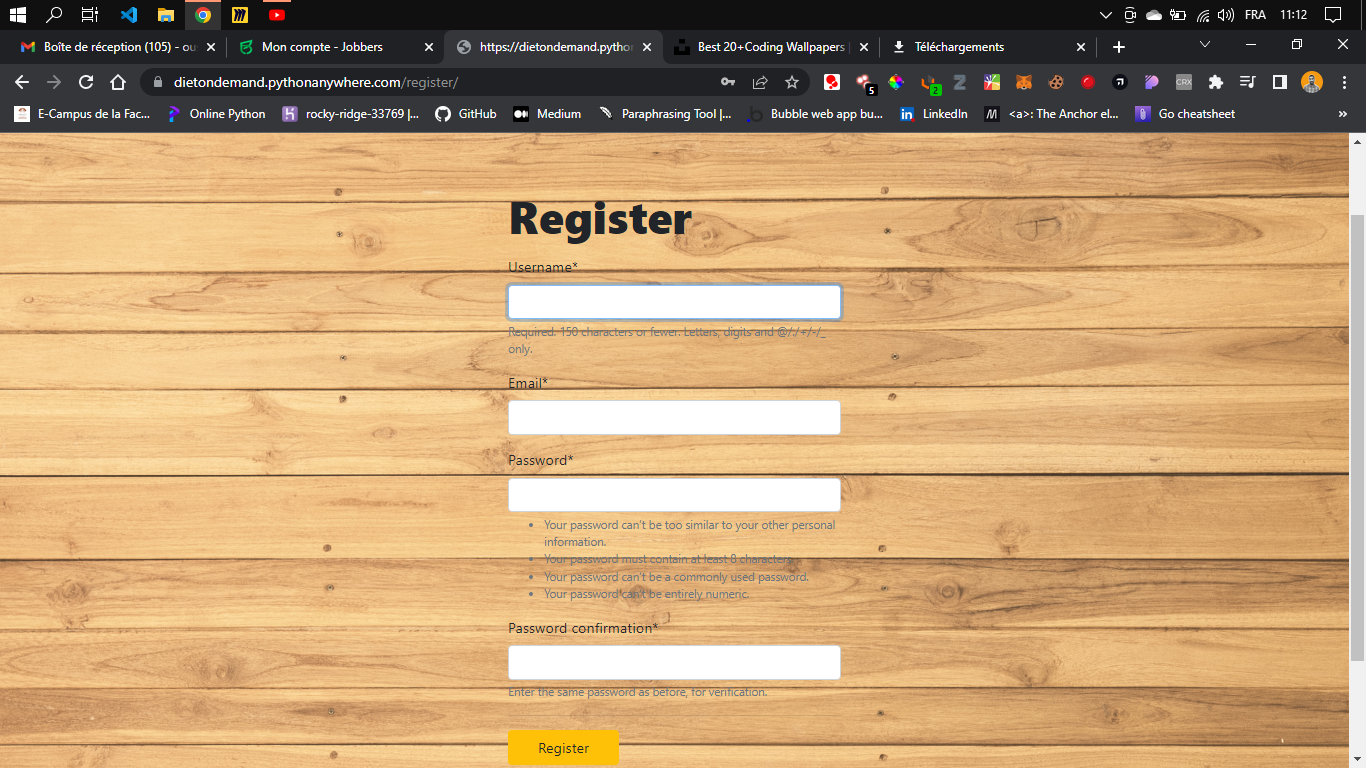 FRA
11:12
Boîte de réception (105) - ou
Mon compte - Jobbers
https://dietondemand.pytho
Best 20+Coding Wallpapers |
Téléchargements
dietondemand.pythonanywhere.com/register/
5
2
CRX
E-Campus de la Fac...
Online Python
rocky-ridge-33769 |...
GitHub
Medium
Paraphrasing Tool |...
Bubble web app bu...
LinkedIn
<a>: The Anchor el...
Go cheatsheet
»
Register
Username*
Required. 150 characters or fewer. Letters, digits and @/./+/-/_
only.
Email*
Password*
• Your password can't be too similar to your other personal
information.
• Your password must contain at least 8 characters.
• Your password can't be a commonly used password.
• Your password can't be entirely numeric.
Password confirmation*
Enter the same password as before, for verification.
Register